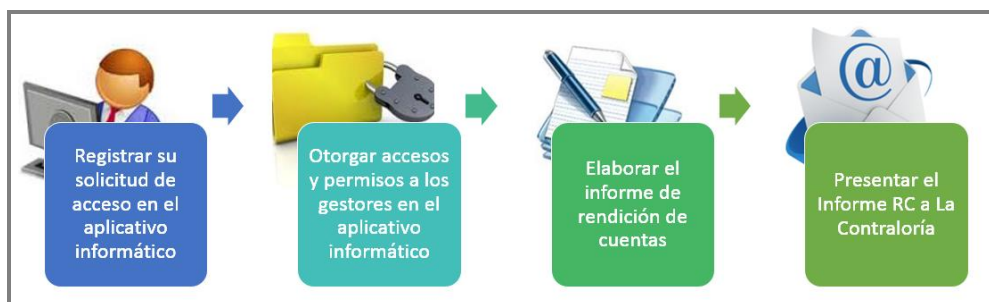 Registrar su
solicitud de
acceso en el
aplicativo
informático
Otorgar accesos
y permisos a los
gestores en el
aplicativo
informático
Elaborar el
informe de
rendición de
cuentas
@
Presentar el
Informe RC a La
Contraloría